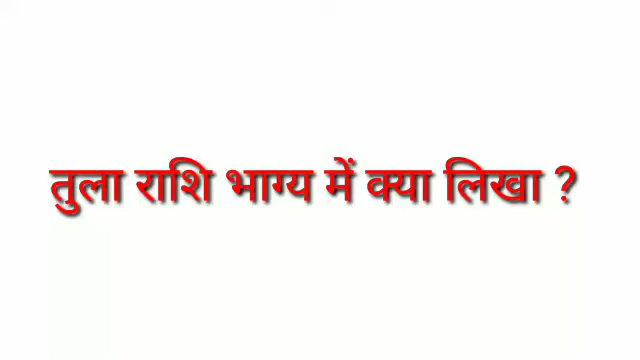 तुला राशि भाग्य में क्या लिखा ?